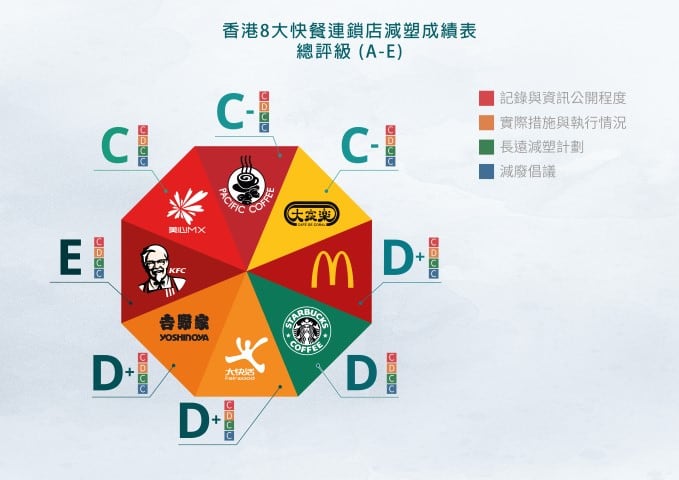 香港8大快餐連鎖店減塑成績表
總評級 (A-E)
記錄與資訊公開程度
實際措施與執行情況
長遠減塑計劃
減廢倡議
C
C
D
C
C
美心MX
C-
C
D
C
C
PACIFIC COFFEE
C-
C
D
C
C
大家樂
CAFÉ DE CORAL
D+
C
D
C
C
D
C
D
C
C
STARBUCKS
COFFEE
D+
C
D
C
C
大快活
Fairwood
D+
C
D
C
C
吉野家
YOSHINOYA
E
C
D
C
C
KFC